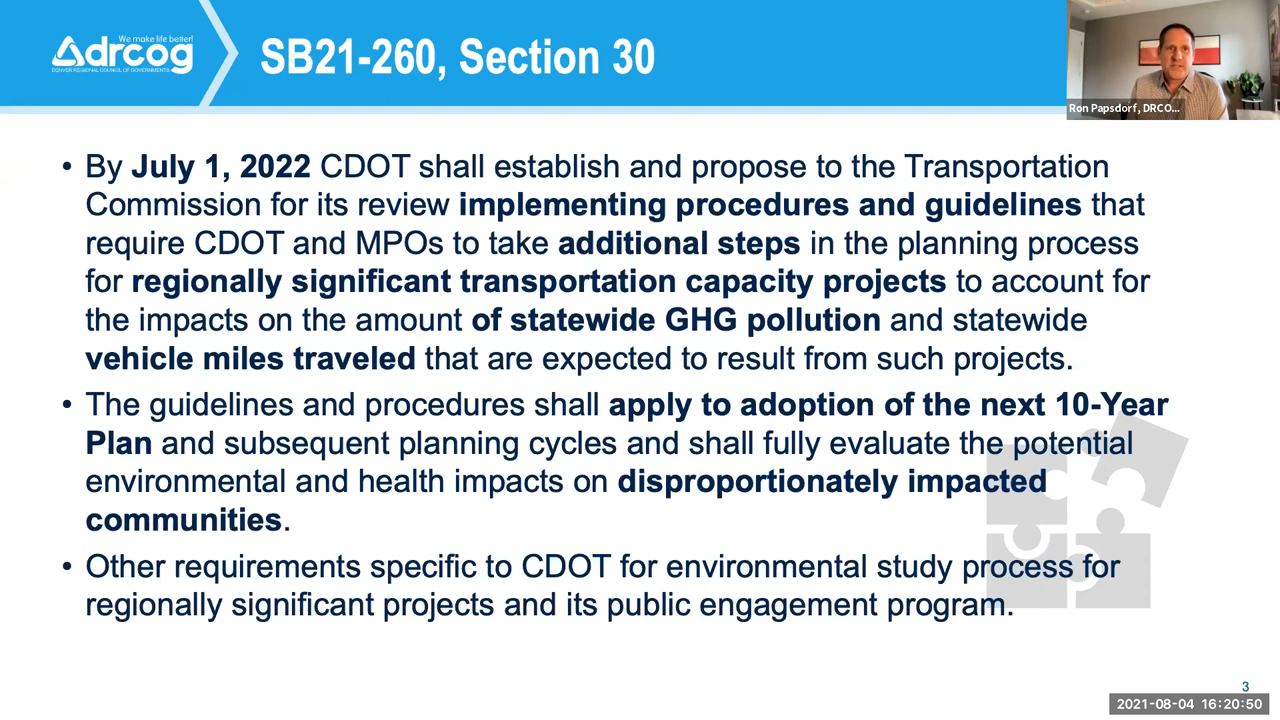 We make life better!
drcog
DENVER REGIONAL COUNCIL OF GOVERNMENTS
SB21-260, Section 30
Ron Papsdorf, DRCO...
• By July 1, 2022 CDOT shall establish and propose to the Transportation
Commission for its review implementing procedures and guidelines that
require CDOT and MPOs to take additional steps in the planning process
for regionally significant transportation capacity projects to account for
the impacts on the amount of statewide GHG pollution and statewide
vehicle miles traveled that are expected to result from such projects.
• The guidelines and procedures shall apply to adoption of the next 10-Year
Plan and subsequent planning cycles and shall fully evaluate the potential
environmental and health impacts on disproportionately impacted
communities.
• Other requirements specific to CDOT for environmental study process for
regionally significant projects and its public engagement program.
3
2021-08-04 16:20:50